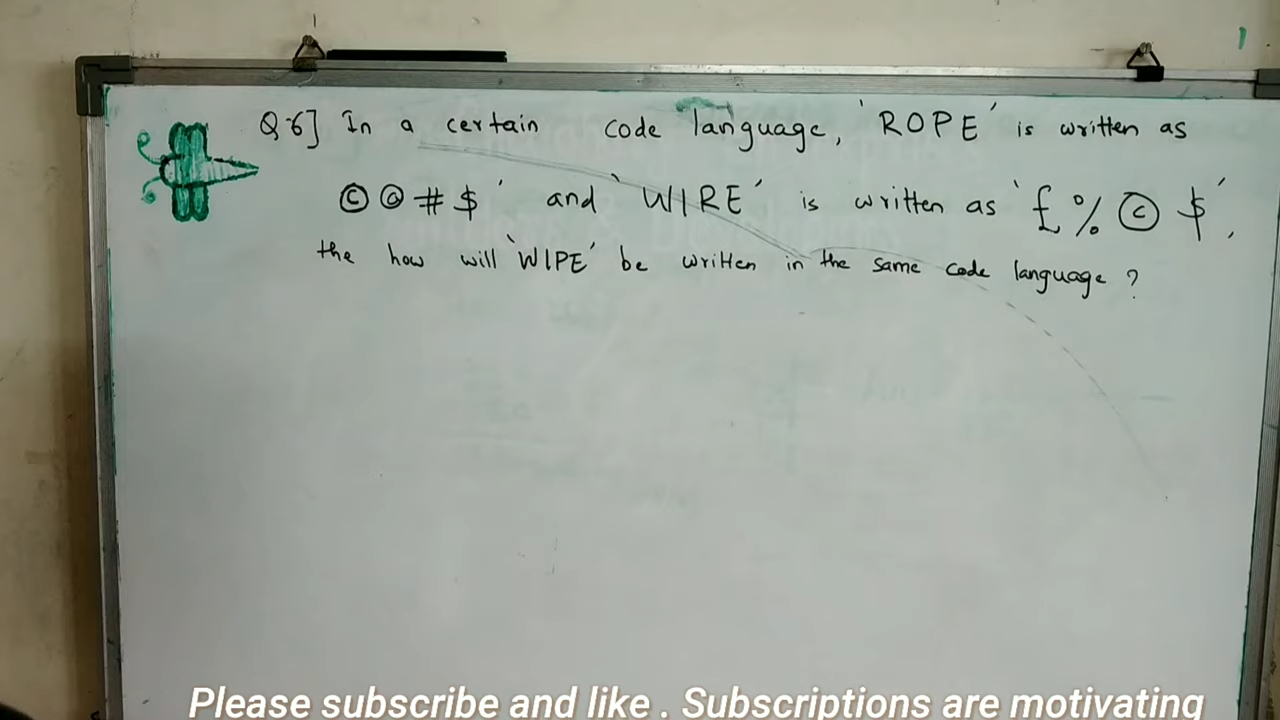 Q.6] In a certain code language, 'ROPE' is written as
© @ # $ ' and 'WIRE' is written as '£ % © $',
the how will 'WIPE' be written in the same code language ?
Please subscribe and like . Subscriptions are motivating